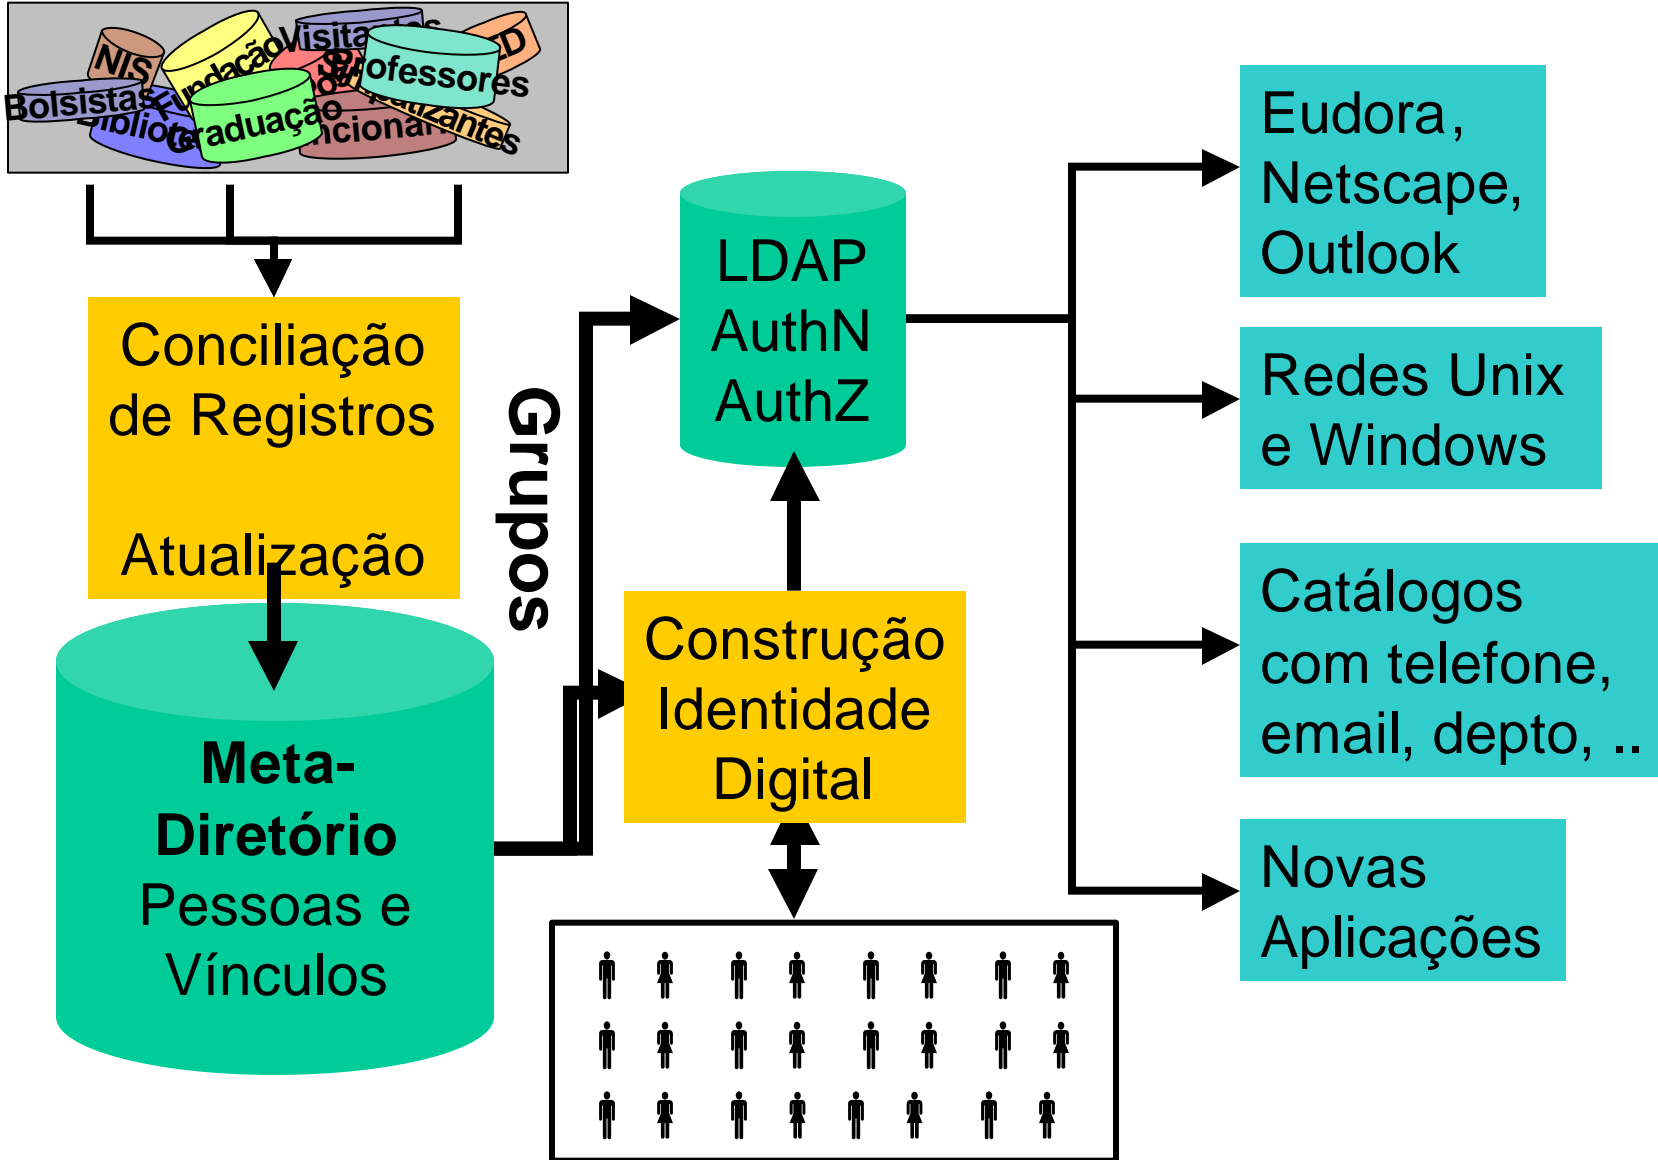 NIS
Fundação
Professores
Bolsistas
Graduação
Conciliação
de Registros
Atualização
Meta-
Diretório
Pessoas e
Vínculos
Grupos
LDAP
AuthN
AuthZ
Construção
Identidade
Digital
Eudora,
Netscape,
Outlook
Redes Unix
e Windows
Catálogos
com telefone,
email, depto, ..
Novas
Aplicações